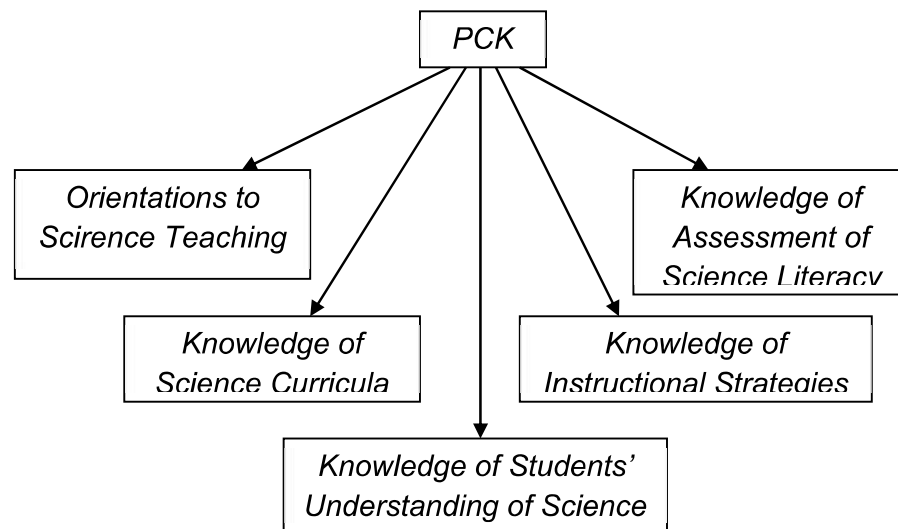 PCK
Orientations to
Scirence Teaching
Knowledge of
Assessment of
Science Literacy
Knowledge of
Science Curricula
Knowledge of
Instructional Strategies
Knowledge of Students’
Understanding of Science